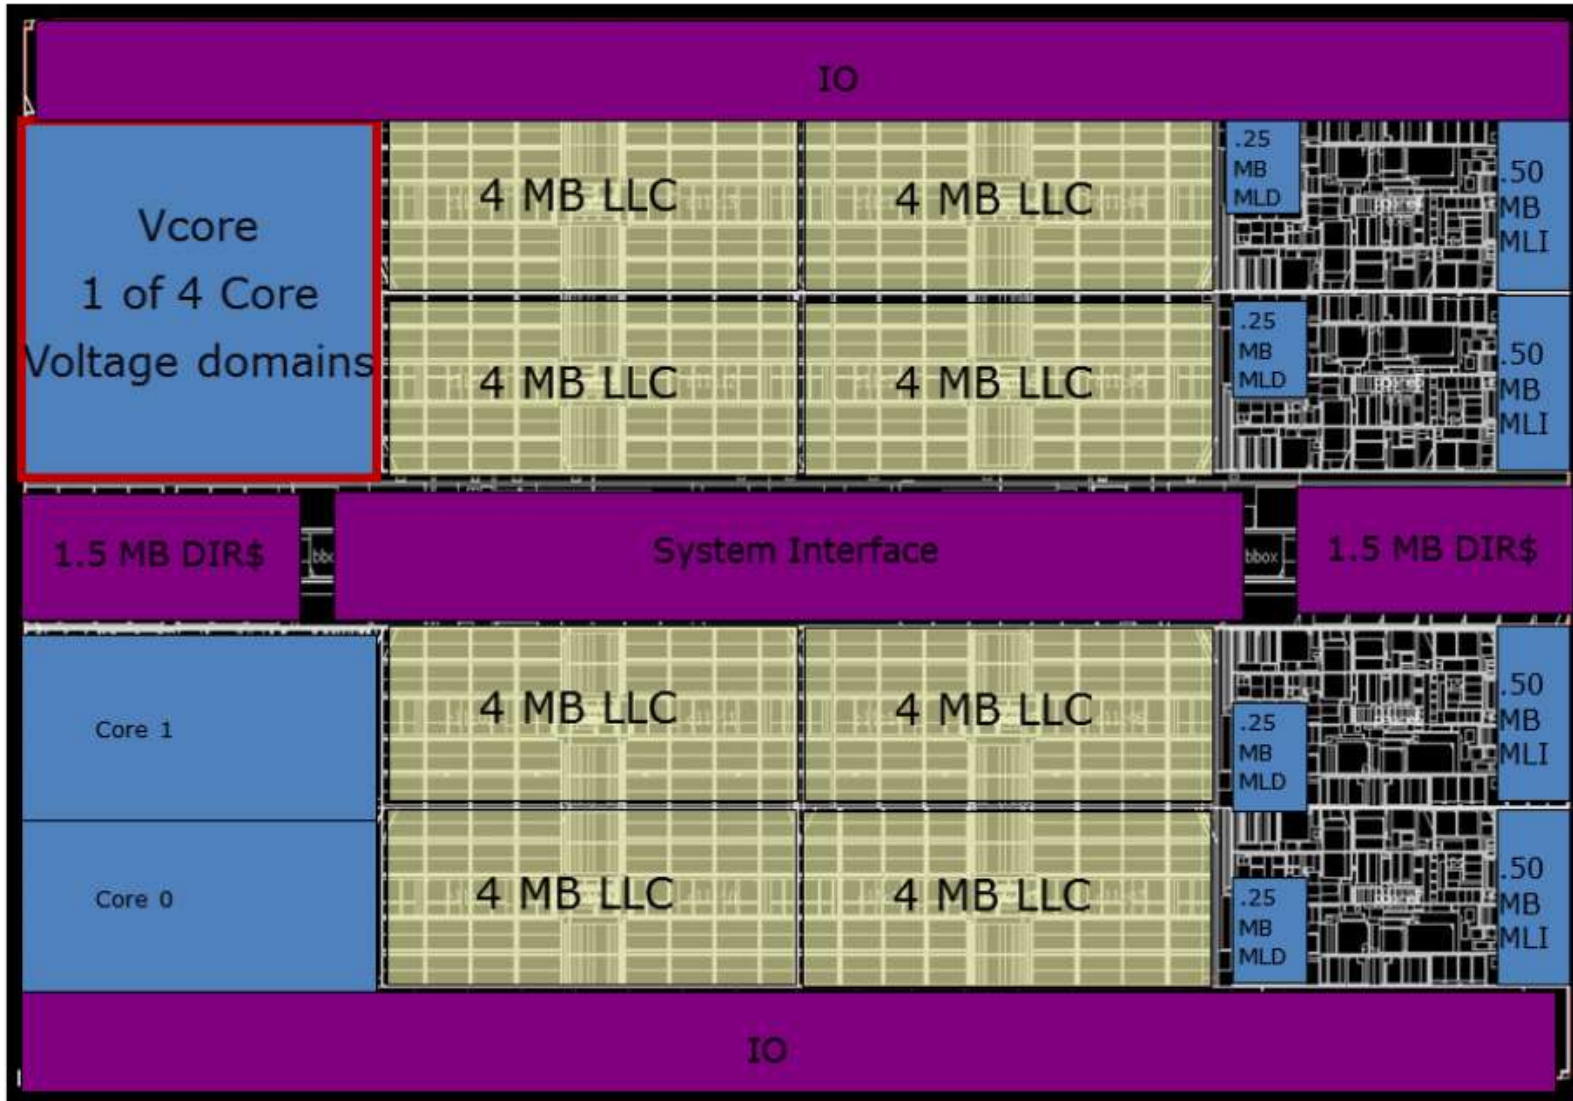 IO
Vcore
1 of 4 Core
Voltage domains
4 MB LLC
4 MB LLC
.25
MB
MLD
.50
MB
MLI
4 MB LLC
4 MB LLC
.25
MB
MLD
.50
MB
MLI
1.5 MB DIR$
bbo
System Interface
bbox
1.5 MB DIR$
Core 1
4 MB LLC
4 MB LLC
.25
MB
MLD
.50
MB
MLI
Core 0
4 MB LLC
4 MB LLC
.25
MB
MLD
.50
MB
MLI
IO